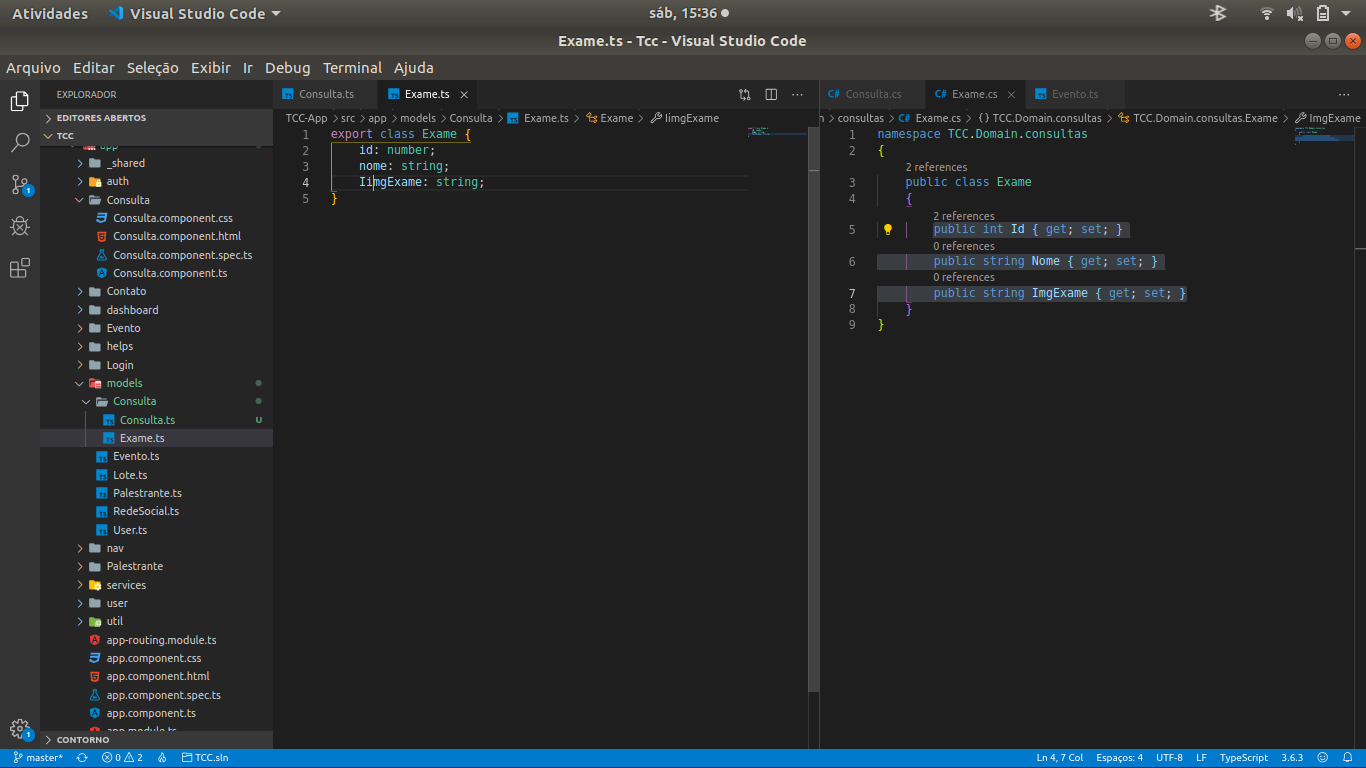 Atividades Visual Studio Code sáb, 15:36
Exame.ts - Tcc - Visual Studio Code
Arquivo Editar Seleção Exibir Ir Debug Terminal Ajuda
EXPLORADOR
EDITORES ABERTOS
TCC
app
_shared
auth
Consulta
Consulta.component.css
Consulta.component.html
Consulta.component.spec.ts
Consulta.component.ts
Contato
dashboard
Evento
helps
Login
models
Consulta
Consulta.ts U
Exame.ts
Evento.ts
Lote.ts
Palestrante.ts
RedeSocial.ts
User.ts
nav
Palestrante
services
user
util
app-routing.module.ts
app.component.css
app.component.html
app.component.spec.ts
app.component.ts
app.module.ts
CONTORNO
Consulta.ts Exame.ts
TCC-App > src > app > models > Consulta > Exame.ts > Exame > IimgExame
1 export class Exame {
2 id: number;
3 nome: string;
4 IimgExame: string;
5 }
Consulta.cs Exame.cs Evento.ts
n > consultas > Exame.cs > {} TCC.Domain.consultas > TCC.Domain.consultas.Exame > ImgExame
1 namespace TCC.Domain.consultas
2 {
2 references
3 public class Exame
4 {
2 references
5 public int Id { get; set; }
0 references
6 public string Nome { get; set; }
0 references
7 public string ImgExame { get; set; }
8 }
9 }
1
1
master* 0 2 TCC.sln Ln 4, 7 Col Espaços: 4 UTF-8 LF TypeScript 3.6.3